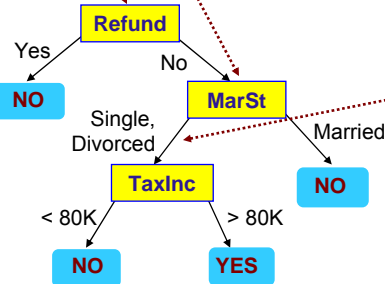 Refund
Yes
No
NO
MarSt
Single,
Divorced
Married
TaxInc
NO
< 80K
> 80K
NO
YES